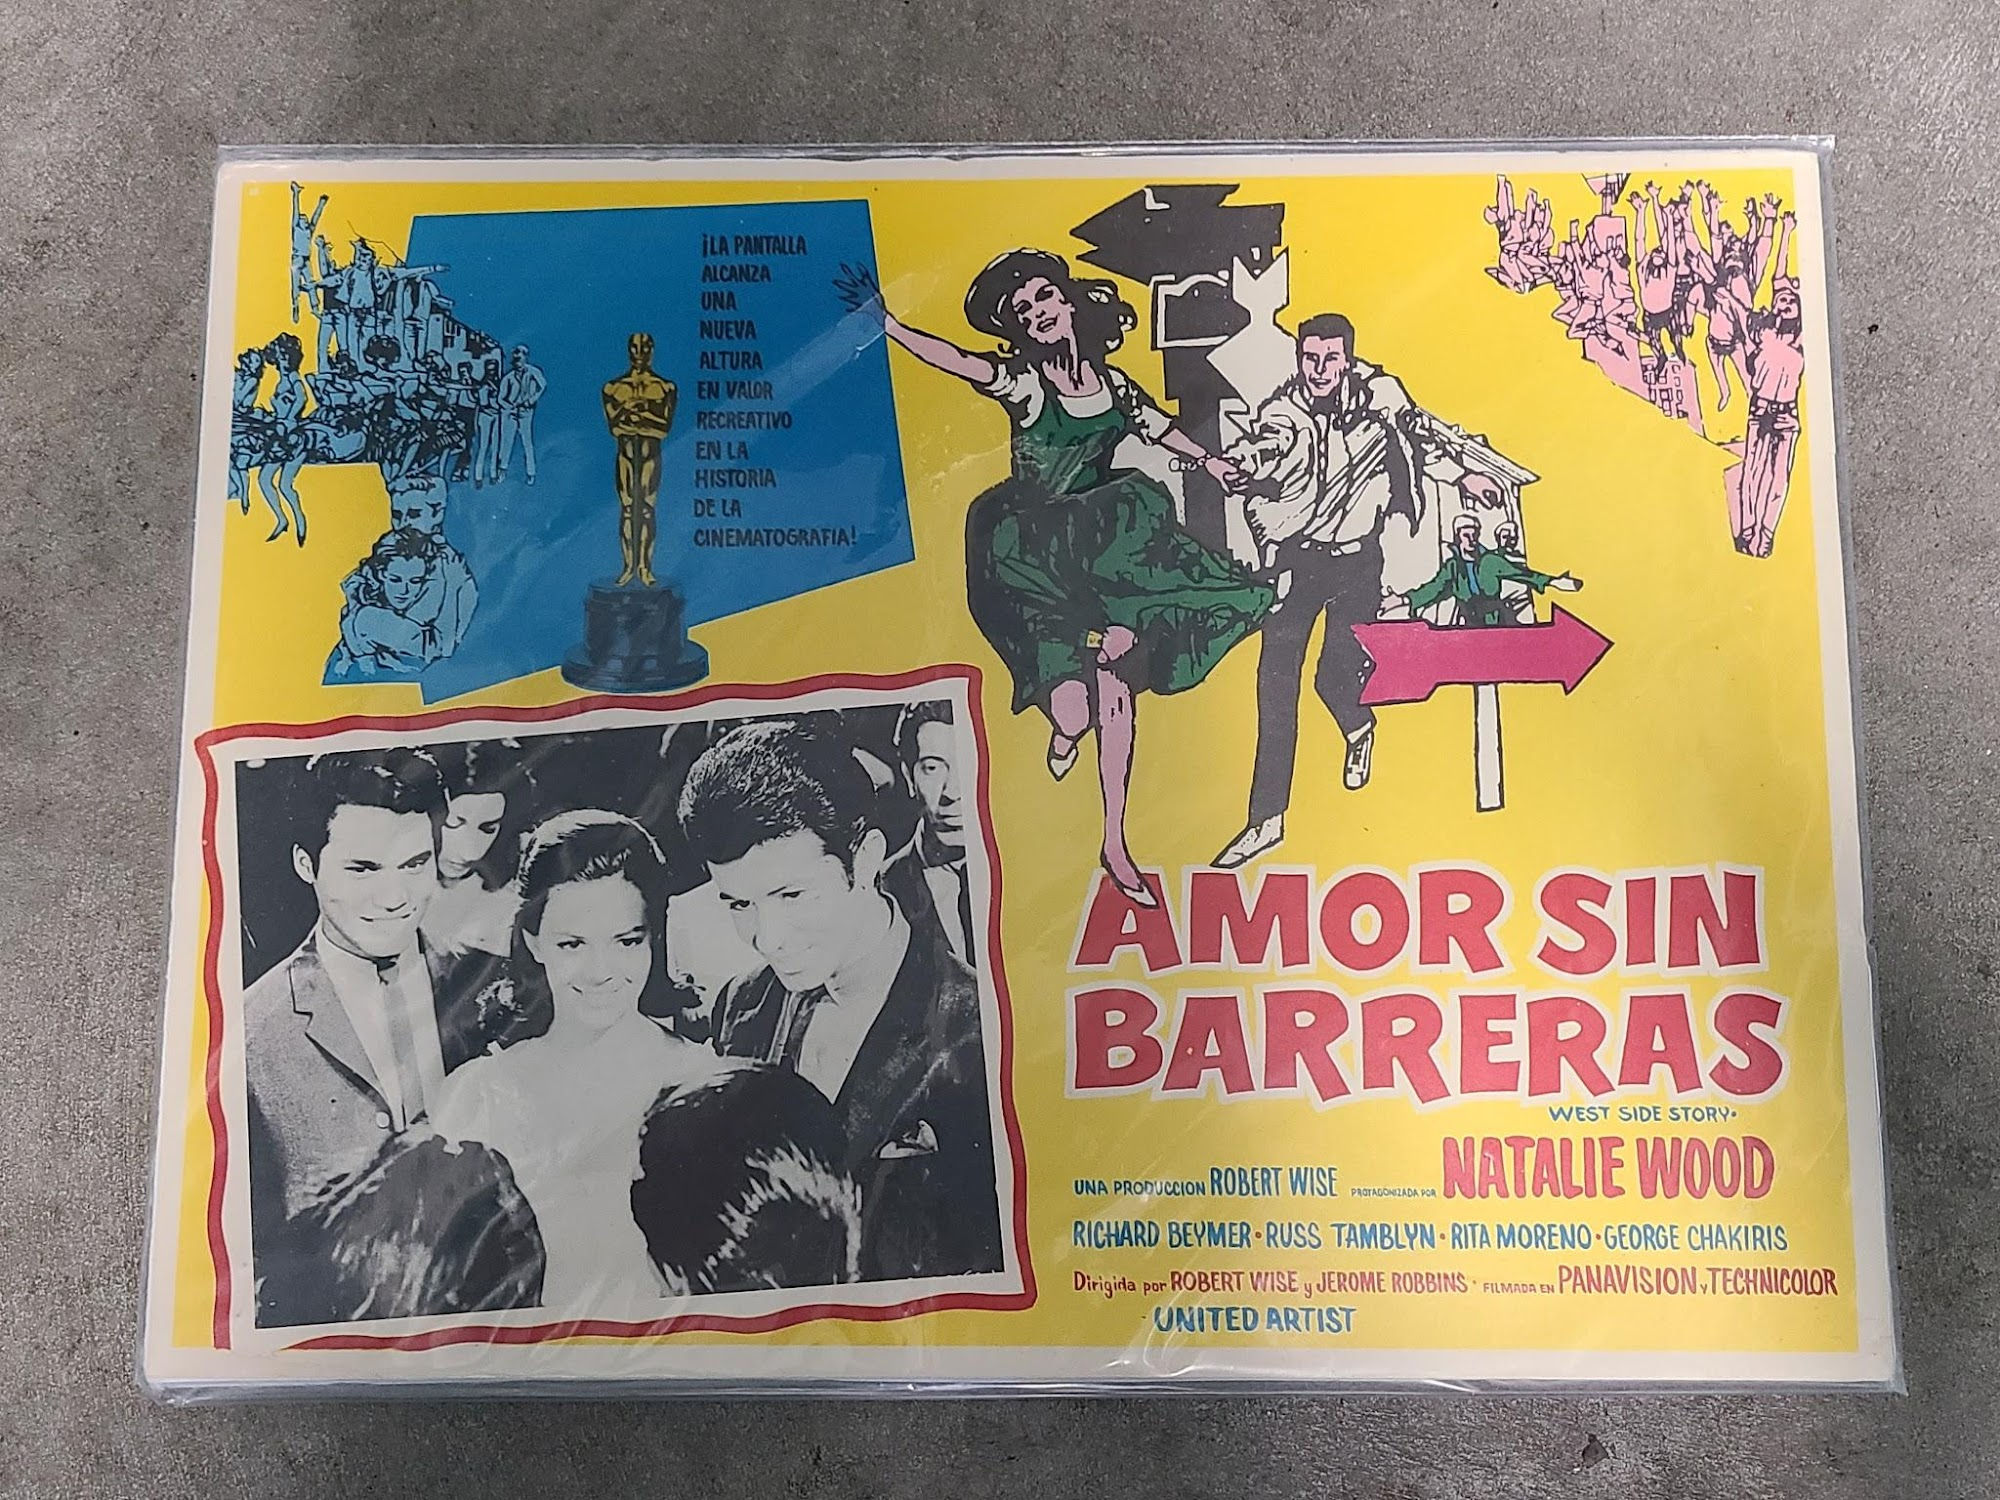 ¡LA PANTALLA
ALCANZA
UNA
NUEVA
ALTURA
EN VALOR
RECREATIVO
EN LA
HISTORIA
DE LA
CINEMATOGRAFIA!
AMOR SIN
BARRERAS
WEST SIDE STORY.
UNA PRODUCCION ROBERT WISE PROTAGONIZADA POR NATALIE WOOD
RICHARD BEYMER • RUSS TAMBLYN • RITA MORENO • GEORGE CHAKIRIS
Dirigida por ROBERT WISE y JEROME ROBBINS • FILMADA EN PANAVISION Y TECHNICOLOR
UNITED ARTIST